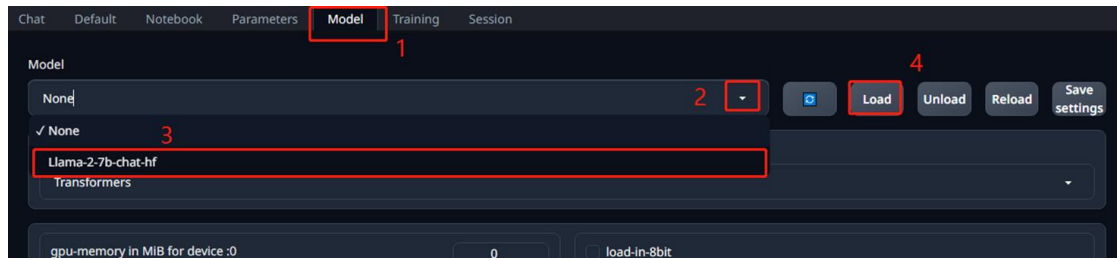 Chat Default Notebook Parameters Model Training Session
1
Model
4
None
2
Load Unload Reload Save settings
✓ None
3
Llama-2-7b-chat-hf
Transformers
gpu-memory in MiB for device :0 0 load-in-8bit